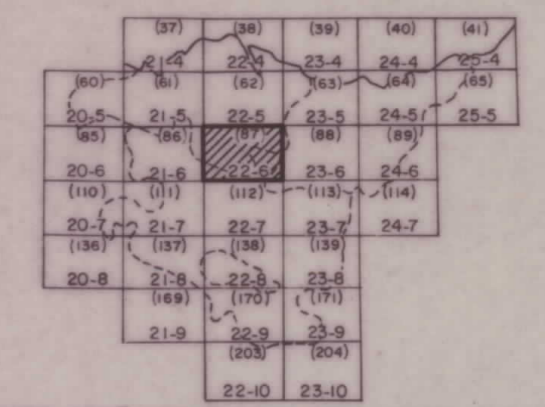 (37) (38) (39) (40) (41)
21-4 22-4 23-4 24-4 25-4
(60) (61) (62) (63) (64) (65)
20-5 21-5 22-5 23-5 24-5 25-5
(85) (86) (87) (88) (89)
20-6 21-6 22-6 23-6 24-6
(110) (111) (112) (113) (114)
20-7 21-7 22-7 23-7 24-7
(136) (137) (138) (139)
20-8 21-8 22-8 23-8
(169) (170) (171)
21-9 22-9 23-9
(203) (204)
22-10 23-10